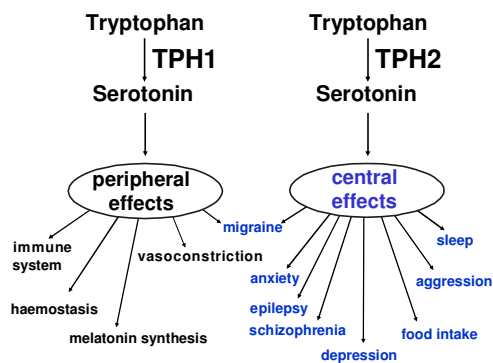 Tryptophan
TPH1
Serotonin
peripheral
effects
immune
system
haemostasis
melatonin synthesis
vasoconstriction
migraine
Tryptophan
TPH2
Serotonin
central
effects
anxiety
epilepsy
schizophrenia
depression
food intake
aggression
sleep